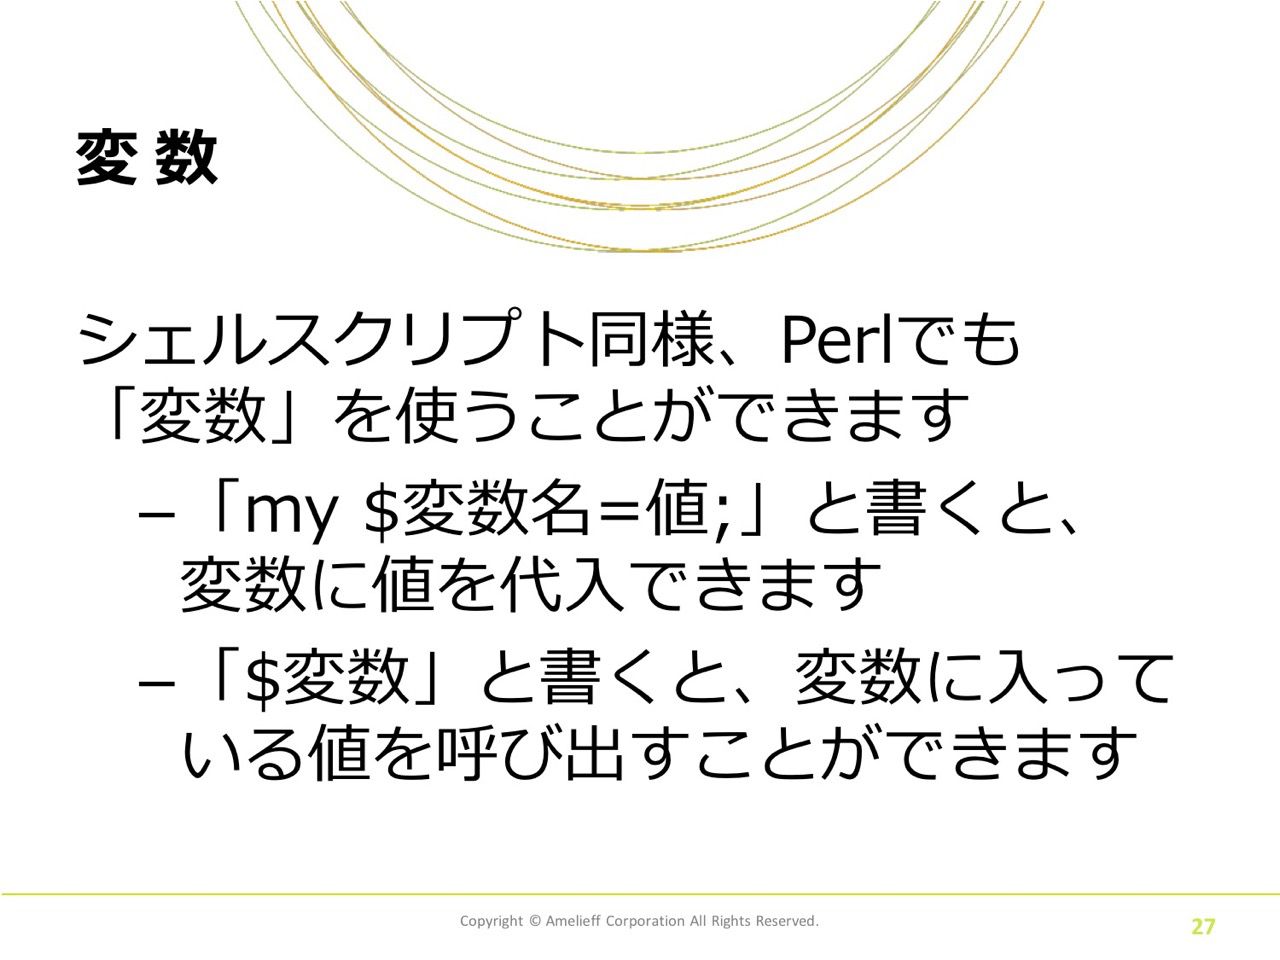 変数
シェルスクリプト同様、Perlでも
「変数」を使うことができます
–「my $変数名=値;」と書くと、
変数に値を代入できます
–「$変数」と書くと、変数に入って
いる値を呼び出すことができます
Copyright © Amelieff Corporation All Rights Reserved.
27